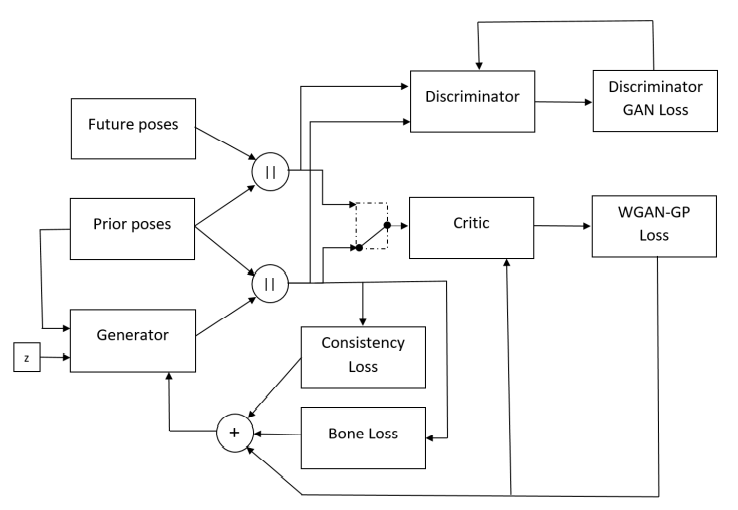 Future poses
Prior poses
Generator
z
||
||
+
Consistency
Loss
Bone Loss
Discriminator
Discriminator
GAN Loss
Critic
WGAN-GP
Loss